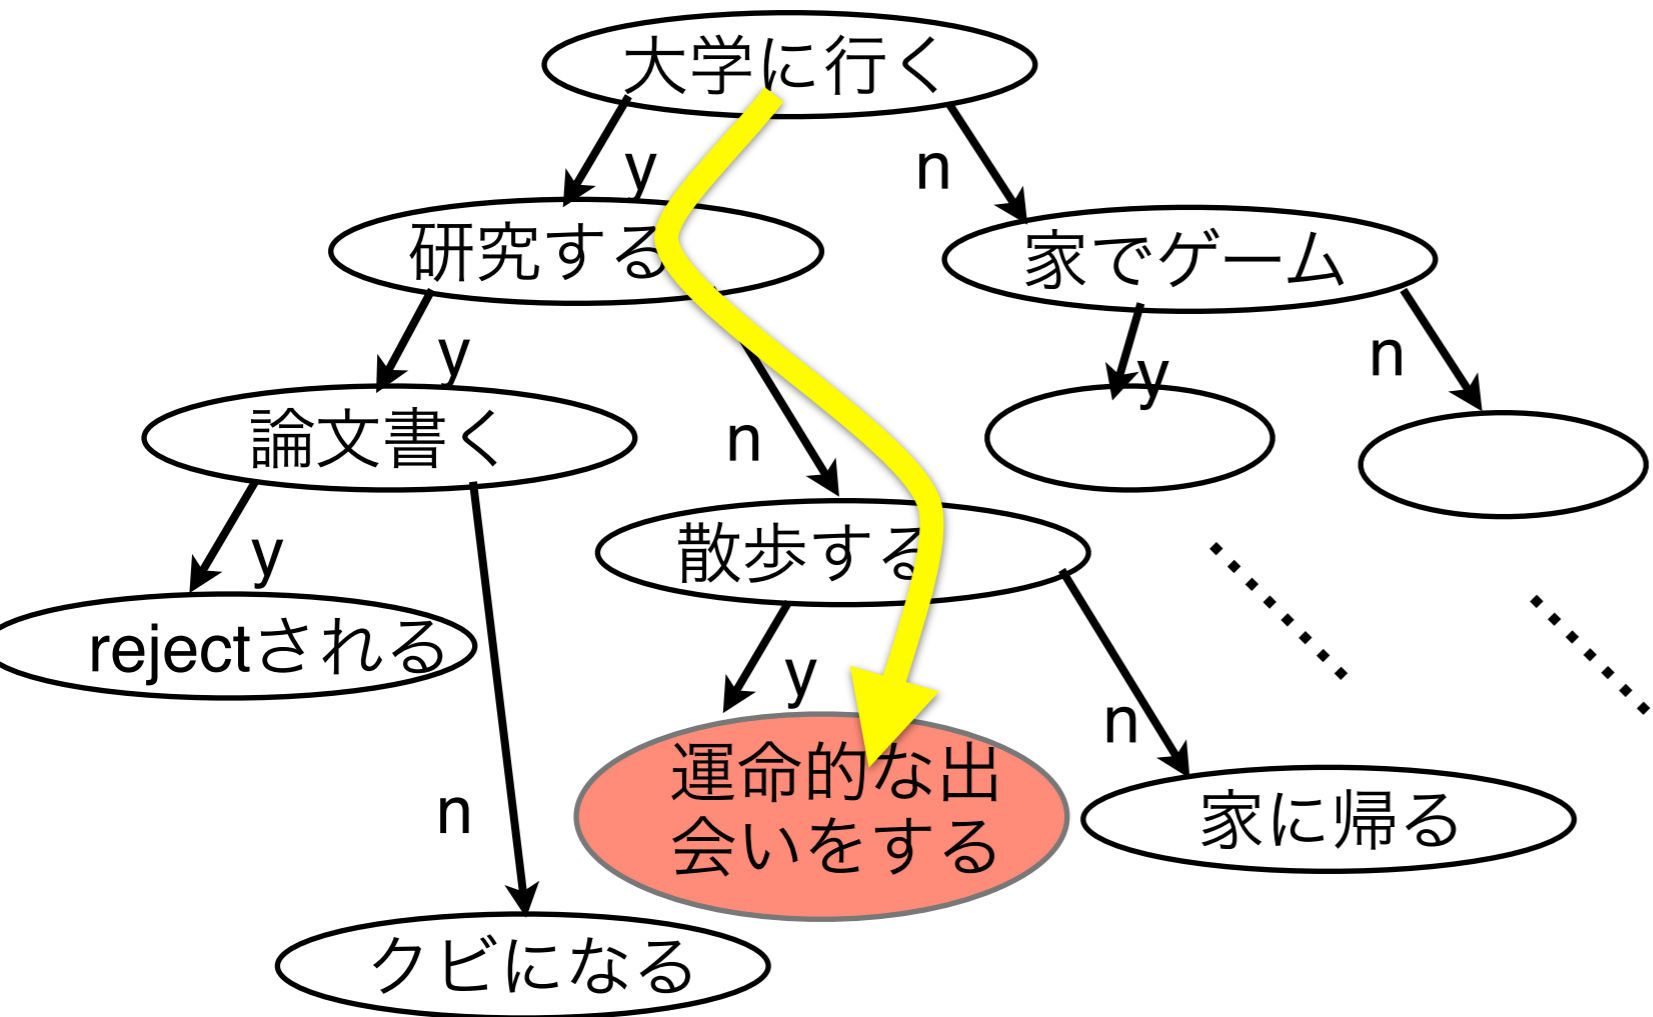 大学に行く
y
n
研究する
家でゲーム
y
n
y
n
論文書く
散歩する
y
n
y
n
rejectされる
運命的な出
会いをする
家に帰る
クビになる